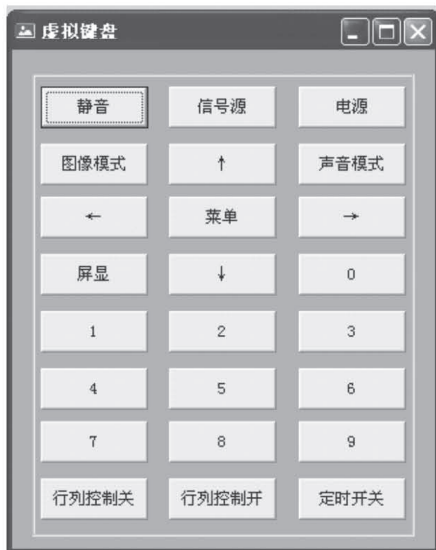 虚拟键盘
静音 信号源 电源
图像模式 ↑ 声音模式
← 菜单 →
屏显 ↓ 0
1 2 3
4 5 6
7 8 9
行列控制关 行列控制开 定时开关